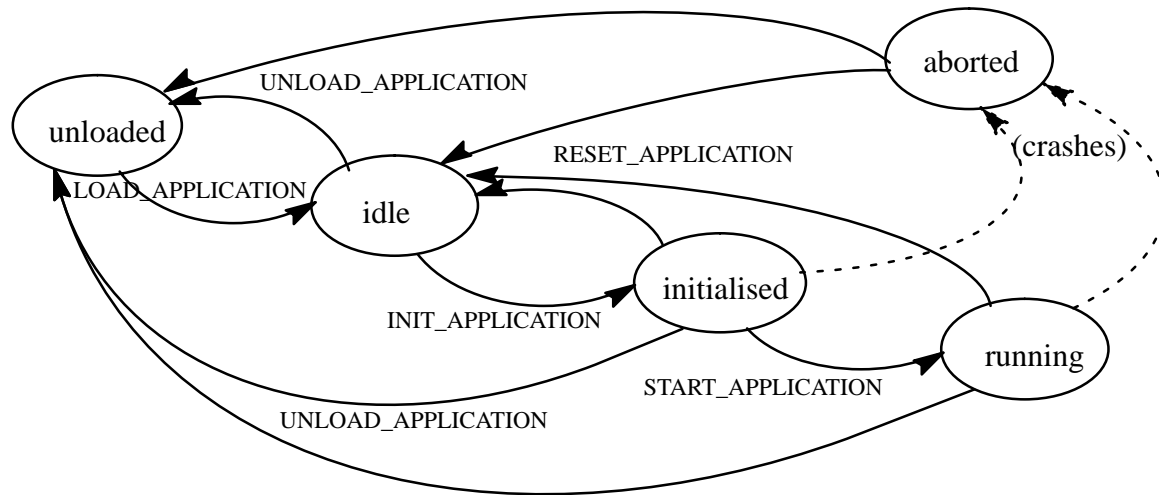 aborted
UNLOAD_APPLICATION
unloaded
RESET_APPLICATION
(crashes)
LOAD_APPLICATION
idle
initialised
INIT_APPLICATION
running
START_APPLICATION
UNLOAD_APPLICATION